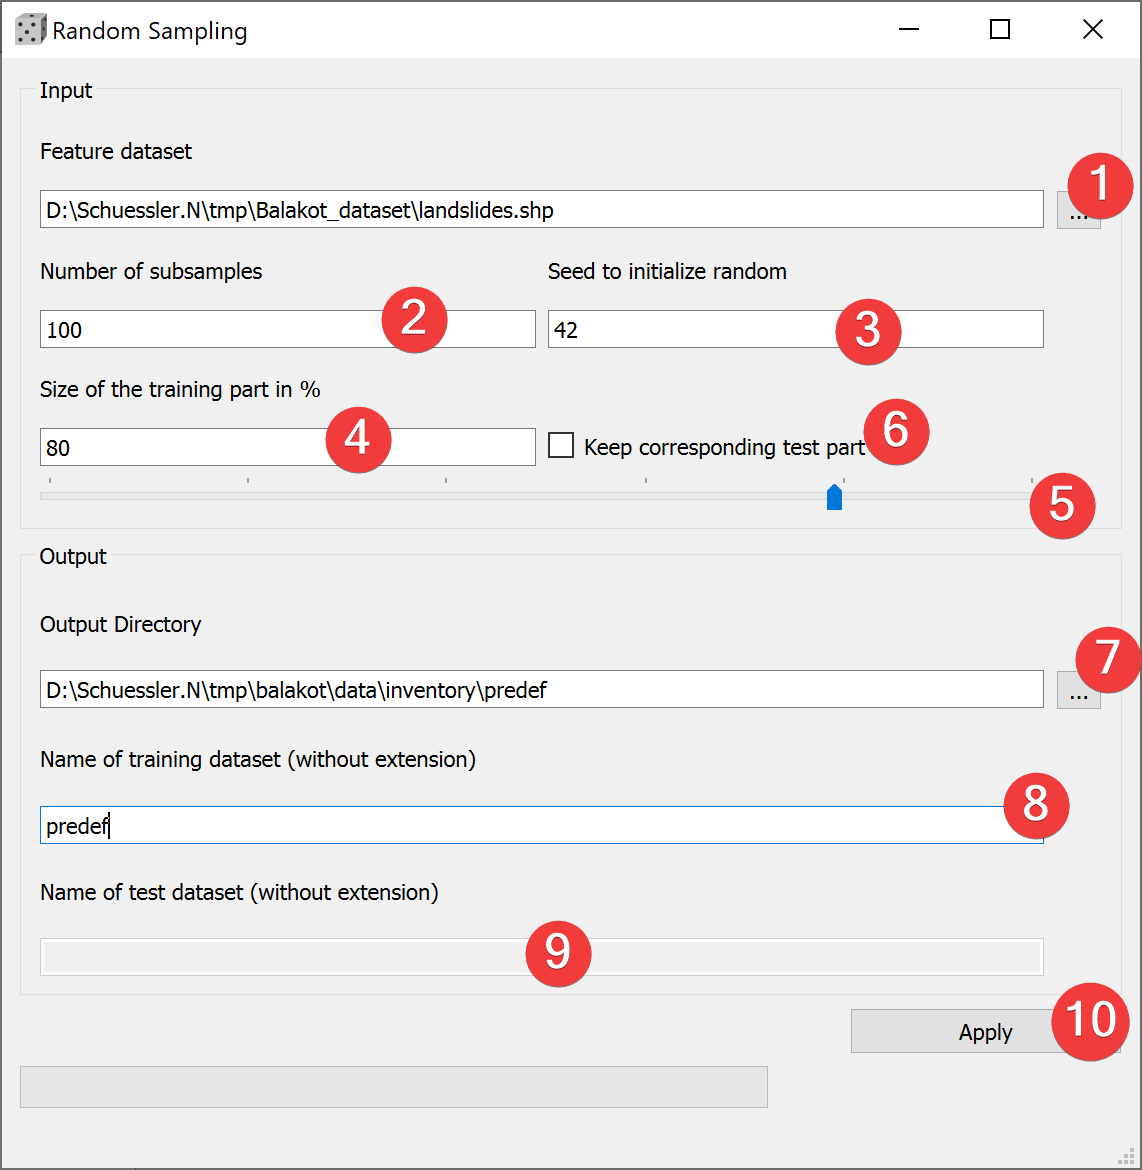 Random Sampling
Input
Feature dataset
1
D:\Schuessler.N\tmp\Balakot_dataset\landslides.shp
...
Number of subsamples
Seed to initialize random
100
2
42
3
Size of the training part in %
80
4
Keep corresponding test part
6
5
Output
Output Directory
7
D:\Schuessler.N\tmp\balakot\data\inventory\predef
...
Name of training dataset (without extension)
8
predef
Name of test dataset (without extension)
9
Apply
10